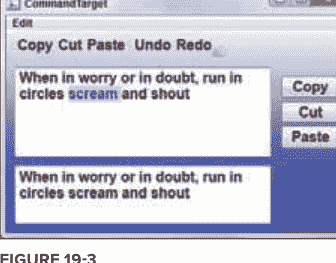 CommandTarget
Edit
Copy Cut Paste Undo Redo
When in worry or in doubt, run in
circles scream and shout
Copy
Cut
Paste
When in worry or in doubt, run in
circles scream and shout
FIGURE 19-3